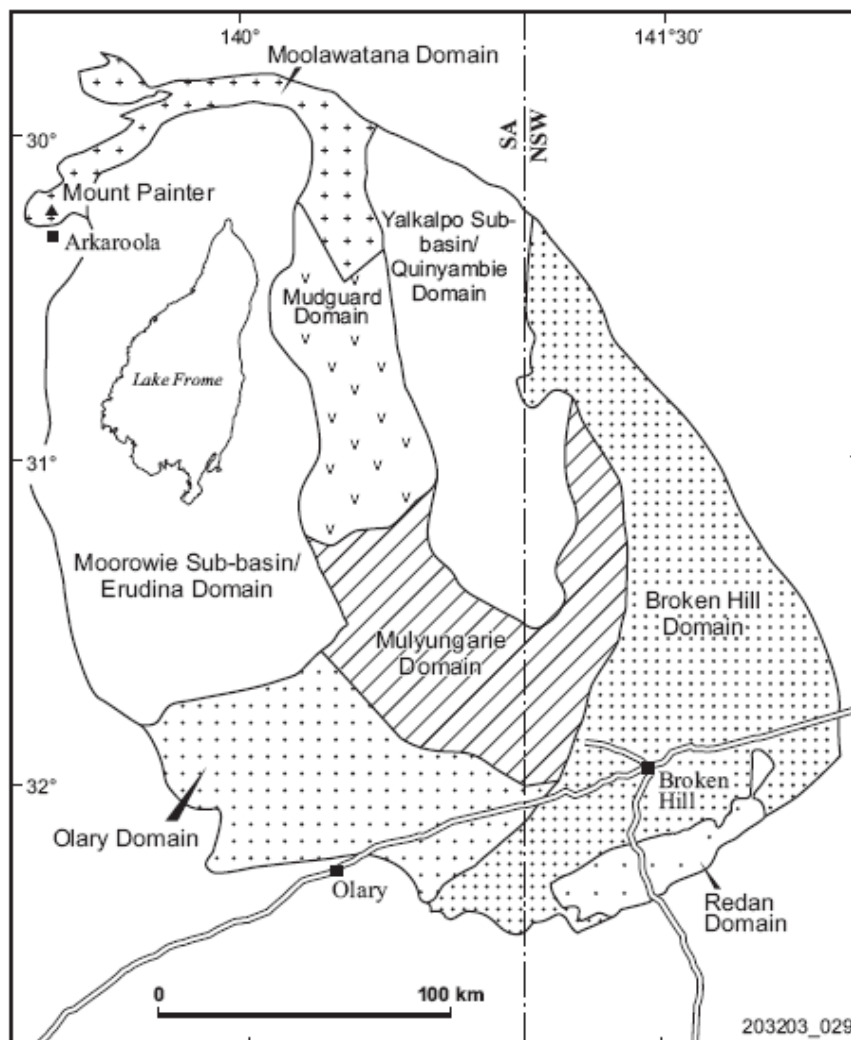 140°
141°30'
Moolawatana Domain
30°
SA
NSW
Mount Painter
Arkaroola
Yalkalpo Sub-
basin/
Quinyambie
Domain
Mudguard
Domain
Lake Frome
31°
Moorowie Sub-basin/
Erudina Domain
Broken Hill
Domain
Mulyungarie
Domain
32°
Broken
Hill
Olary Domain
Olary
Redan
Domain
0
100 km
203203_029